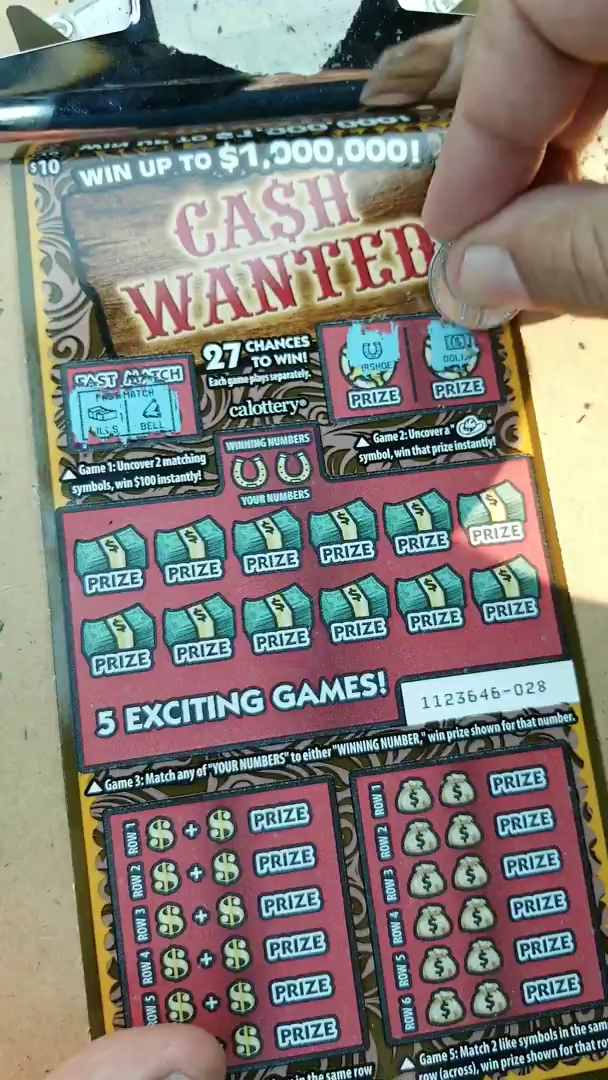 $10
WIN UP TO $1,000,000!
CA$H
WANTED
27 CHANCES
TO WIN!
Each game plays separately.
calottery®
FAST MATCH
FAST MATCH
BELL
PRIZE PRIZE
Game 1: Uncover 2 matching
symbols, win $100 instantly!
Game 2: Uncover a " "
symbol, win that prize instantly!
WINNING NUMBERS
YOUR NUMBERS
PRIZE PRIZE PRIZE PRIZE PRIZE PRIZE
PRIZE PRIZE PRIZE PRIZE PRIZE PRIZE
5 EXCITING GAMES!
1123646-028
Game 3: Match any of "YOUR NUMBERS" to either "WINNING NUMBER," win prize shown for that number.
ROW 1 $ + $ PRIZE
ROW 2 $ + $ PRIZE
ROW 3 $ + $ PRIZE
ROW 4 $ + $ PRIZE
ROW 5 $ + $ PRIZE
$ PRIZE
in the same row
ROW 1 $ $ PRIZE
ROW 2 $ $ PRIZE
ROW 3 $ $ PRIZE
ROW 4 $ $ PRIZE
ROW 5 $ $ PRIZE
ROW 6 $ $ PRIZE
Game 5: Match 2 like symbols in the same
row (across), win prize shown for that